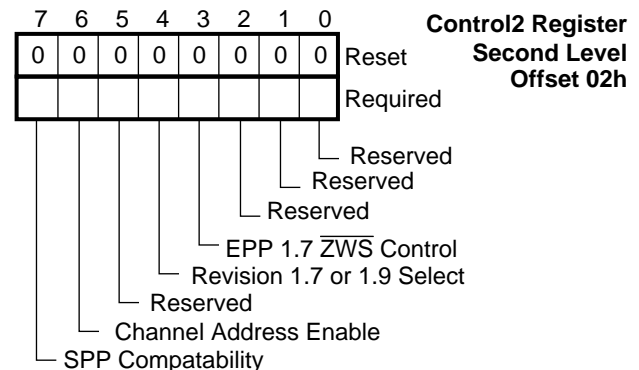 7 6 5 4 3 2 1 0
Control2 Register
Second Level
Offset 02h
0 0 0 0 0 0 0 0 Reset
Required
Reserved
Reserved
Reserved
EPP 1.7 ZWS Control
Revision 1.7 or 1.9 Select
Reserved
Channel Address Enable
SPP Compatability